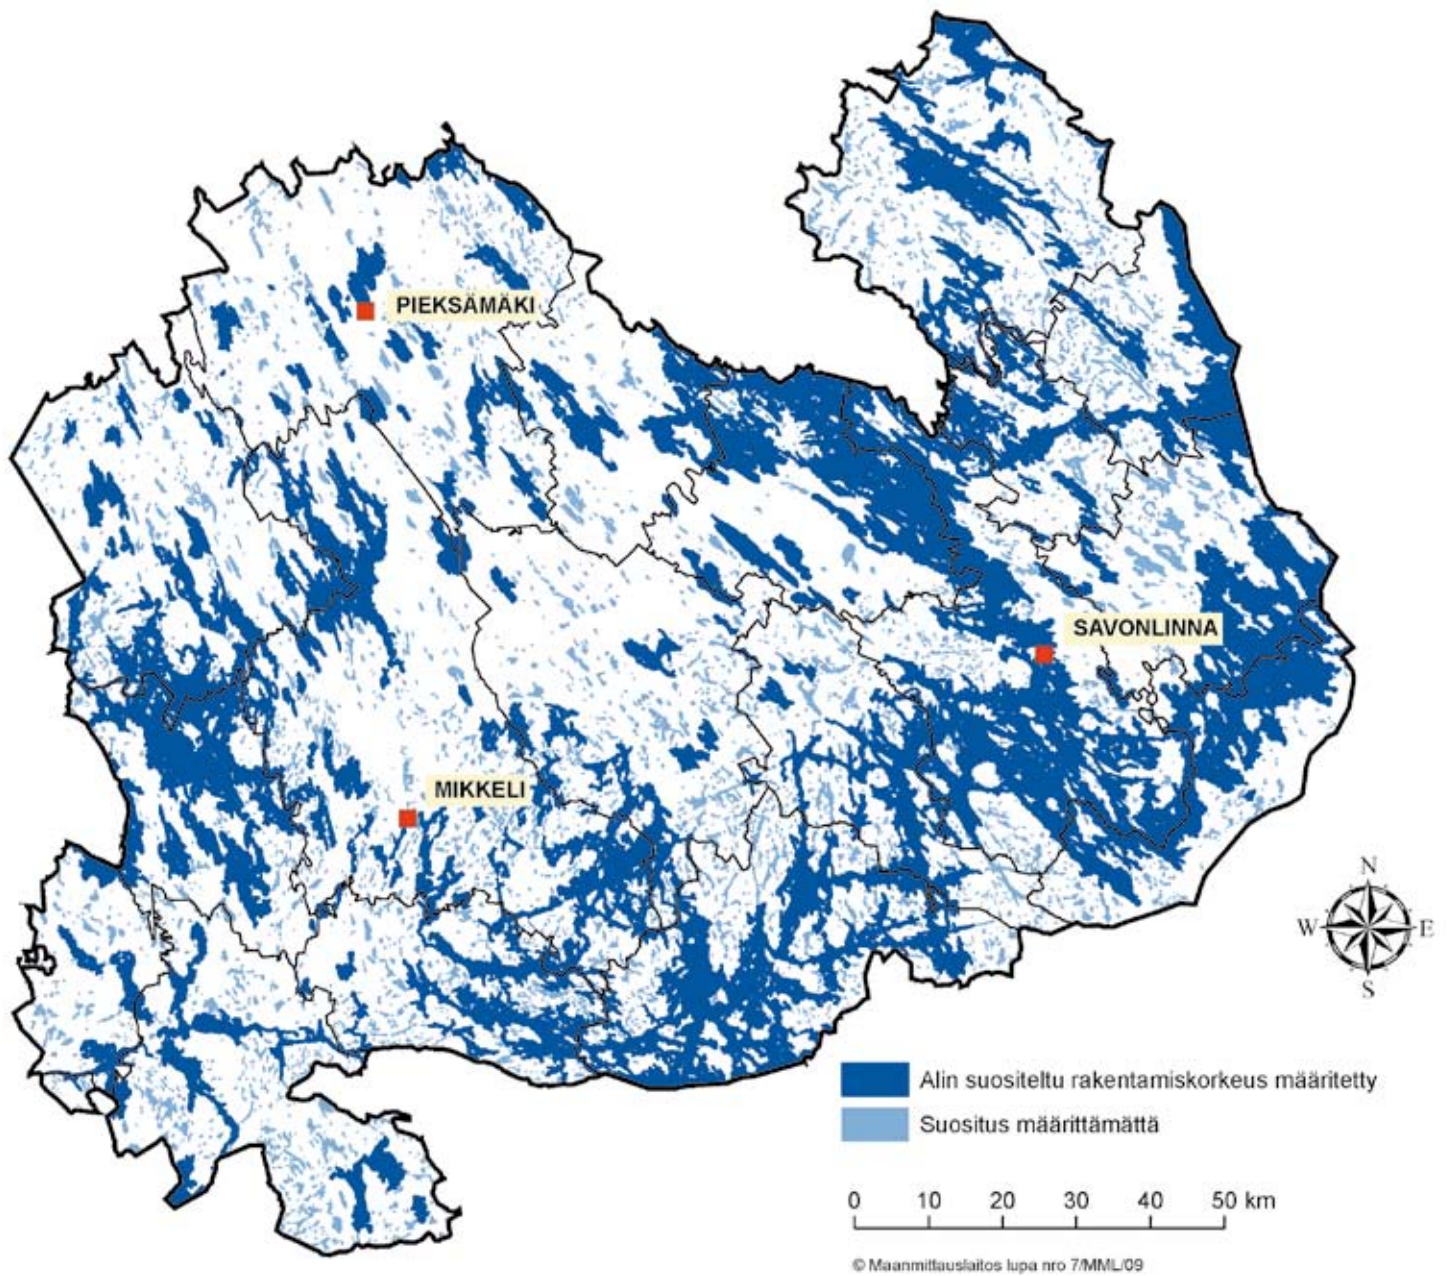 PIEKSÄMÄKI
SAVONLINNA
MIKKELI
N
W E
S
Alin suositeltu rakentamiskorkeus määritetty
Suositus määrittämättä
0 10 20 30 40 50 km
© Maanmittauslaitos lupa nro 7/MML/09